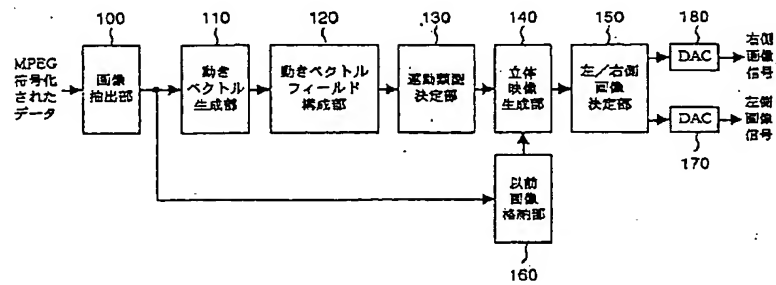 100
110
120
130
140
150
180
MPEG
符号化
された
データ
画像
抽出部
動き
ベクトル
生成部
動きベクトル
フィールド
構成部
運動類型
決定部
立体
映像
生成部
左/右側
画像
決定部
DAC
右側
画像
信号
DAC
左側
画像
信号
170
以前
画像
格納部
160